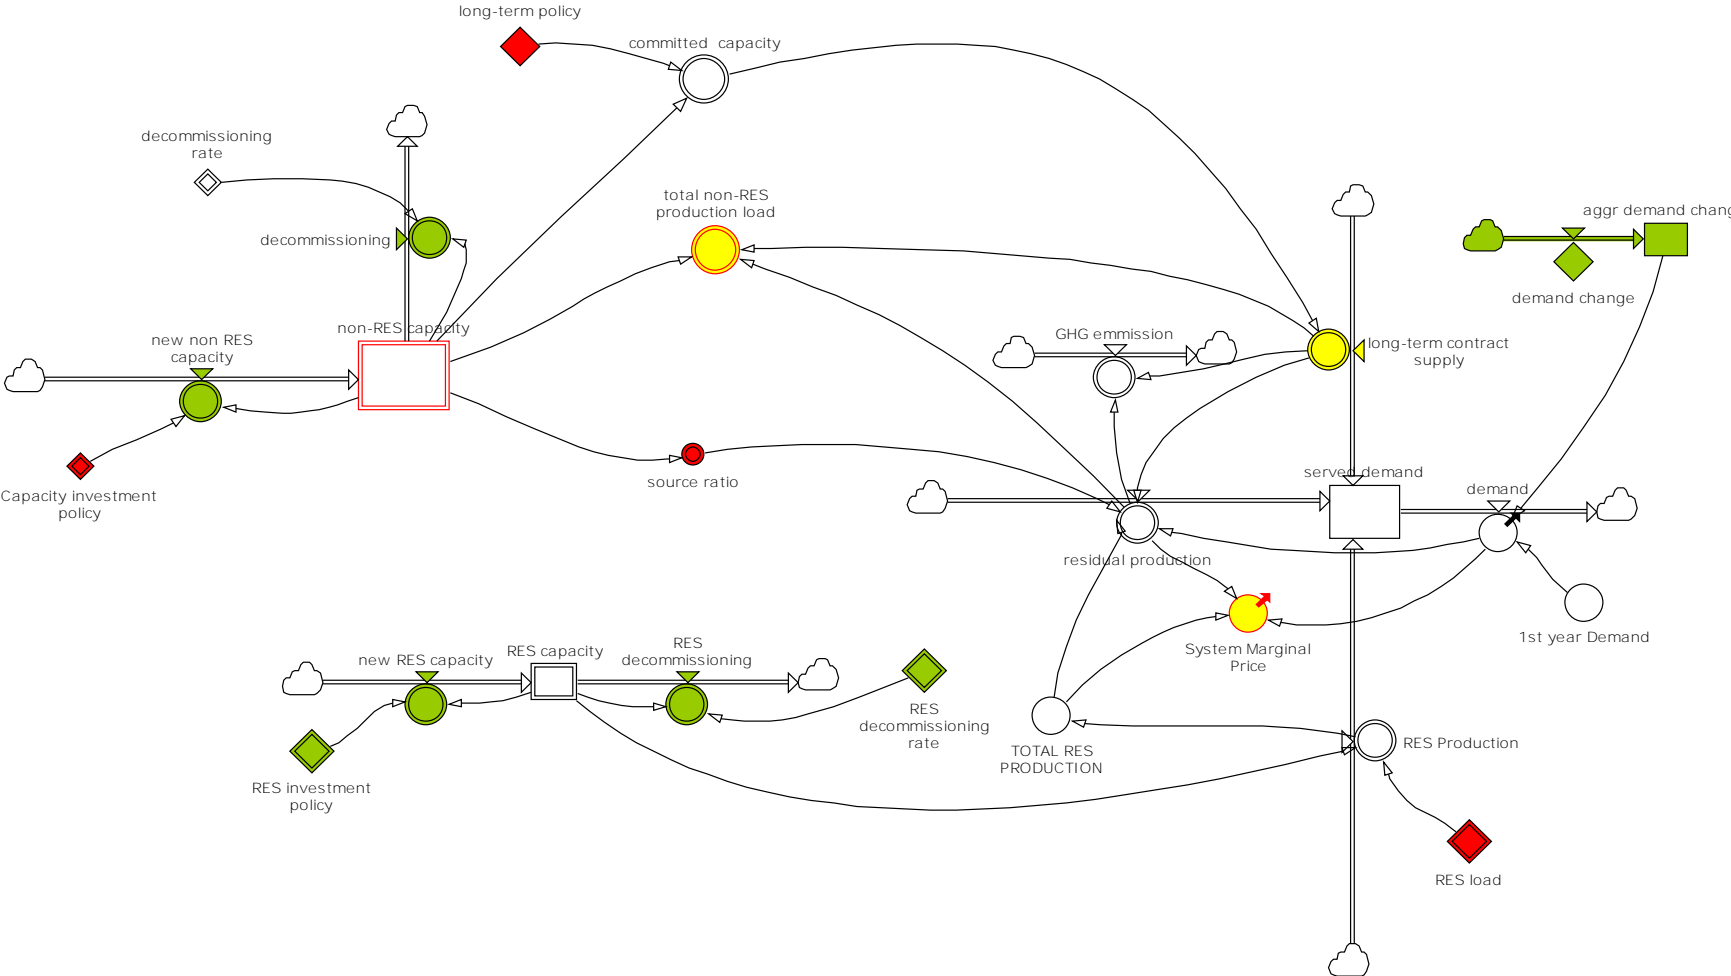 long-term policy
committed capacity
decommissioning
rate
total non-RES
production load
aggr demand chang
decommissioning
demand change
non-RES capacity
GHG emmission
new non RES
capacity
long-term contract
supply
source ratio
served demand
demand
Capacity investment
policy
residual production
1st year Demand
System Marginal
Price
RES
decommissioning
RES capacity
new RES capacity
RES
decommissioning
rate
TOTAL RES
PRODUCTION
RES Production
RES investment
policy
RES load